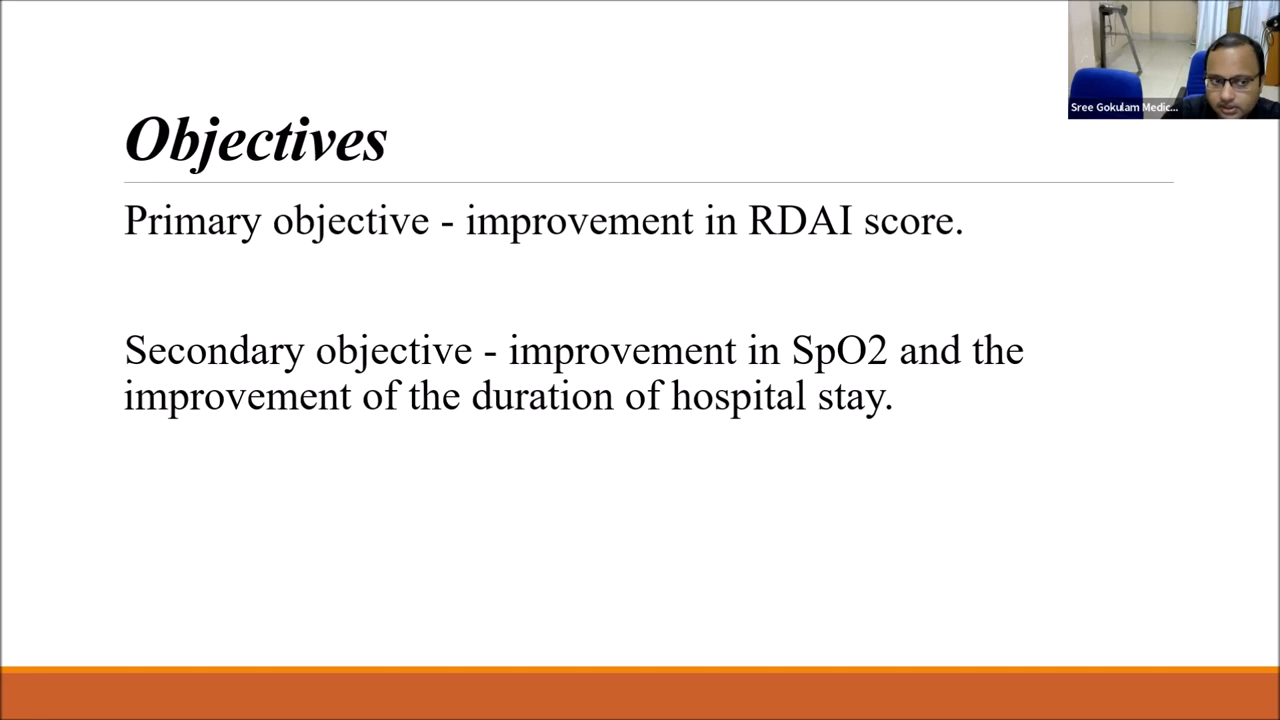 Sree Gokulam Medic...
Objectives
Primary objective - improvement in RDAI score.
Secondary objective - improvement in SpO2 and the
improvement of the duration of hospital stay.